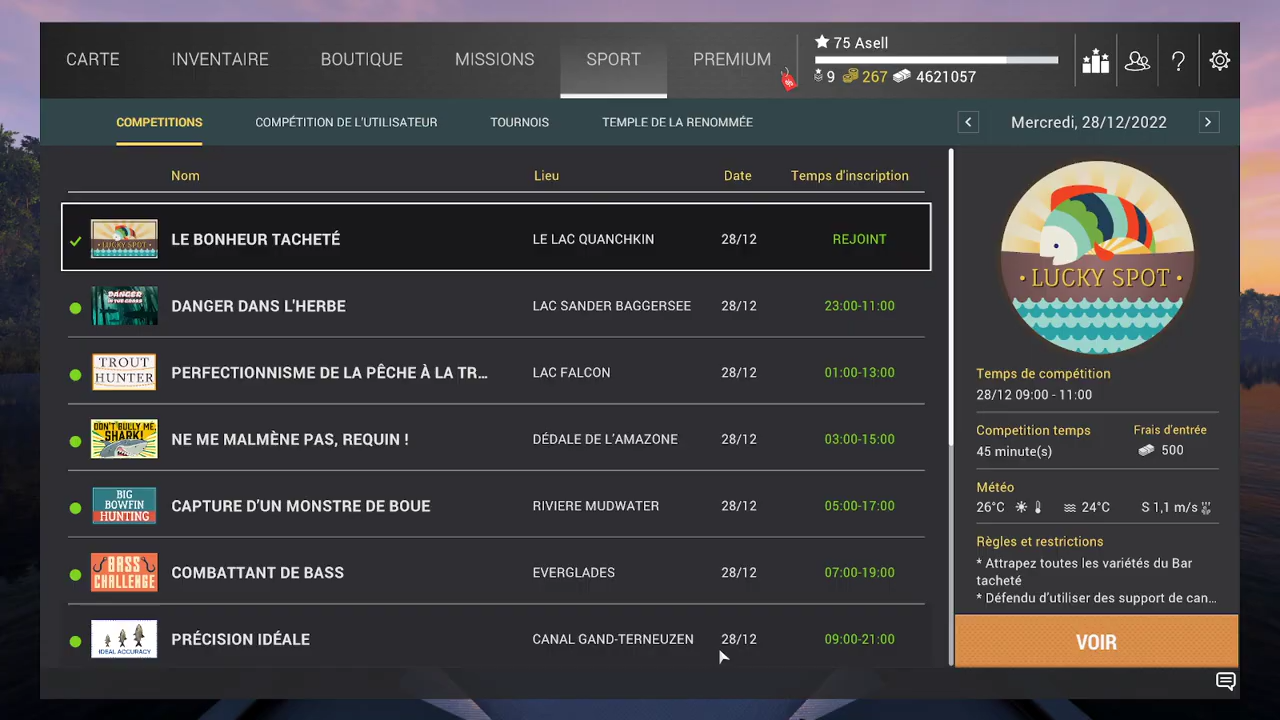 CARTE
INVENTAIRE
BOUTIQUE
MISSIONS
SPORT
PREMIUM
75 Asell
9 267 4621057
COMPETITIONS
COMPÉTITION DE L'UTILISATEUR
TOURNOIS
TEMPLE DE LA RENOMMÉE
< Mercredi, 28/12/2022 >
Nom Lieu Date Temps d'inscription
LUCKY SPOT LE BONHEUR TACHETÉ LE LAC QUANCHKIN 28/12 REJOINT
DANGER IN THE GRASS DANGER DANS L'HERBE LAC SANDER BAGGERSEE 28/12 23:00-11:00
TROUT HUNTER PERFECTIONNISME DE LA PÊCHE À LA TR... LAC FALCON 28/12 01:00-13:00
DON'T BULLY ME, SHARK! NE ME MALMÈNE PAS, REQUIN ! DÉDALE DE L'AMAZONE 28/12 03:00-15:00
BIG BOWFIN HUNTING CAPTURE D'UN MONSTRE DE BOUE RIVIERE MUDWATER 28/12 05:00-17:00
BASS CHALLENGE COMBATTANT DE BASS EVERGLADES 28/12 07:00-19:00
IDEAL ACCURACY PRÉCISION IDÉALE CANAL GAND-TERNEUZEN 28/12 09:00-21:00
• LUCKY SPOT •
Temps de compétition
28/12 09:00 - 11:00
Competition temps Frais d'entrée
45 minute(s) 500
Météo
26°C 24°C S 1,1 m/s
Règles et restrictions
* Attrapez toutes les variétés du Bar
tacheté
* Défendu d'utiliser des support de can...
VOIR